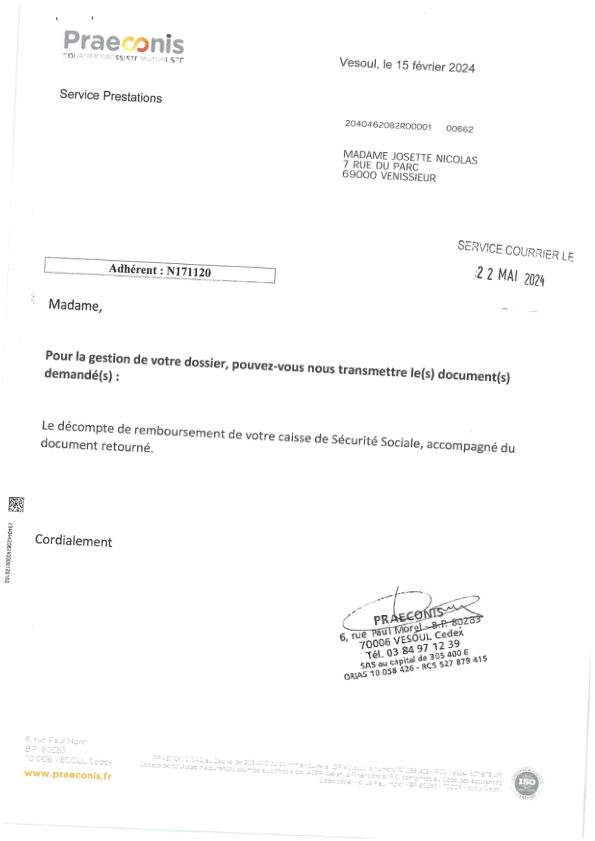 Praeconis
COURTIER GROSSISTE MUTUALISTE
Vesoul, le 15 février 2024
Service Prestations
2040462082R00001 00662
MADAME JOSETTE NICOLAS
7 RUE DU PARC
69000 VENISSIEUR
SERVICE COURRIER LE
22 MAI 2024
Adhérent : N171120
Madame,
Pour la gestion de votre dossier, pouvez-vous nous transmettre le(s) document(s)
demandé(s) :
Le décompte de remboursement de votre caisse de Sécurité Sociale, accompagné du
document retourné.
Cordialement
PRAECONIS
6, rue Paul Morel - B.P. 80283
70006 VESOUL Cedex
Tél. 03 84 97 12 39
SAS au capital de 305 400 E
ORIAS 10 058 426 - RCS 527 879 415
6, rue Paul Morel
BP 80283
70006 VESOUL Cedex
www.praeconis.fr
ISO